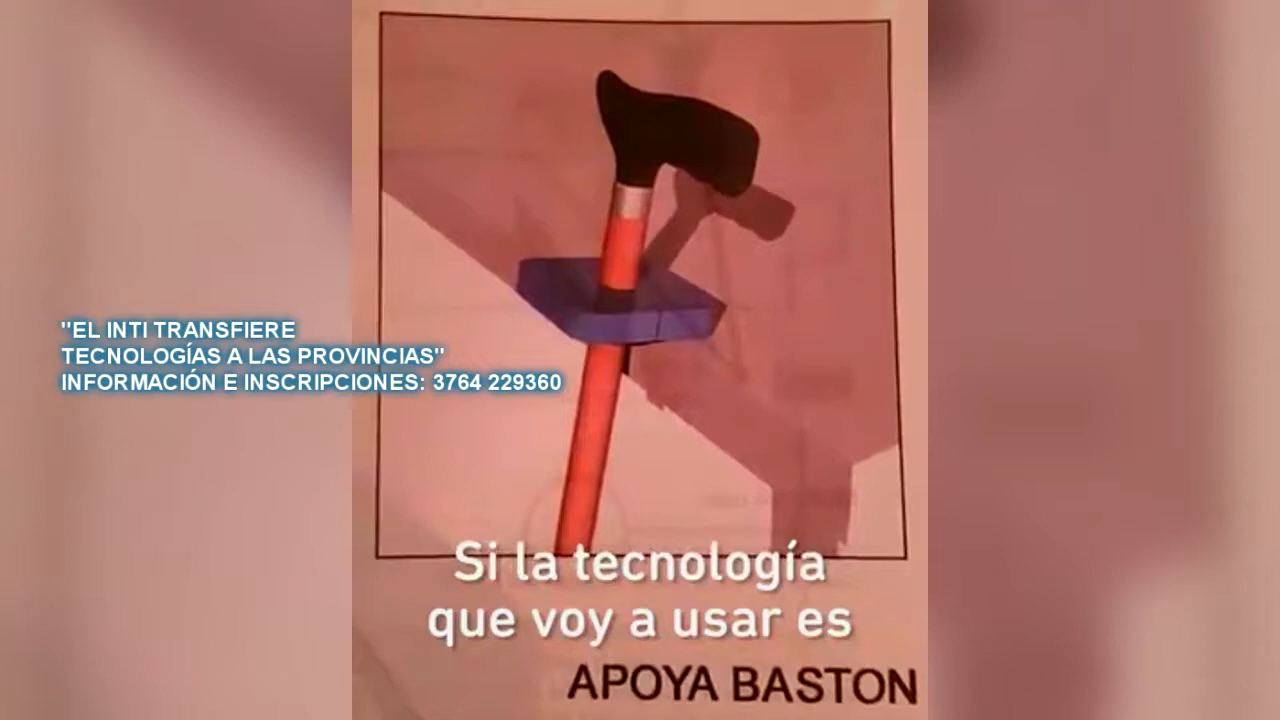 "EL INTI TRANSFIERE
TECNOLOGÍAS A LAS PROVINCIAS"
INFORMACIÓN E INSCRIPCIONES: 3764 229360
Si la tecnología
que voy a usar es
APOYA BASTON